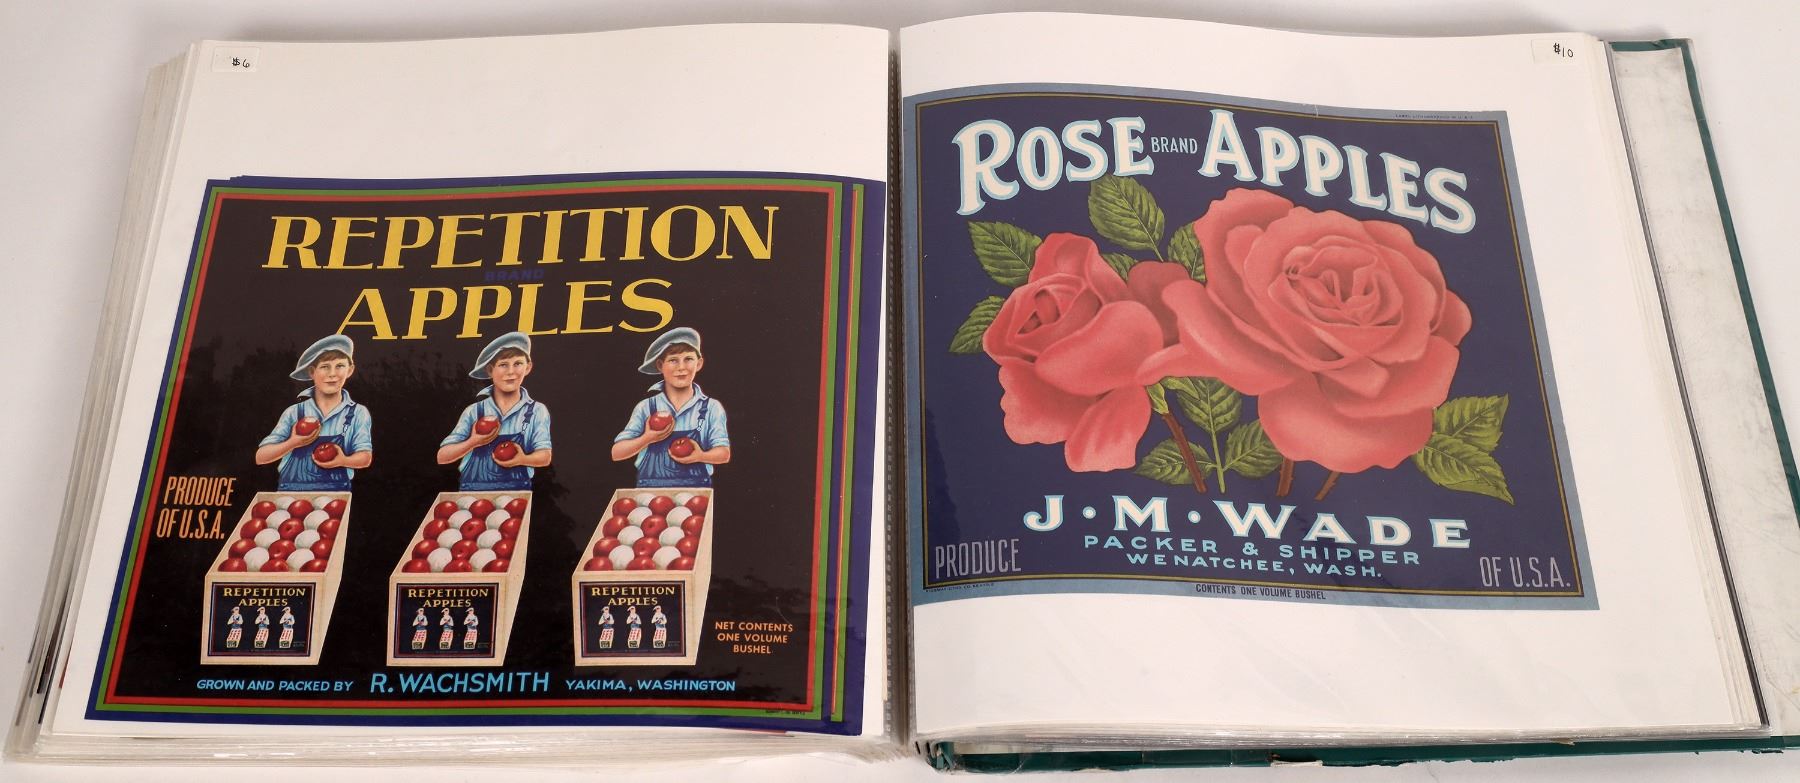 $6
REPETITION
BRAND
APPLES
PRODUCE
OF U.S.A.
REPETITION
APPLES
REPETITION
APPLES
REPETITION
APPLES
NET CONTENTS
ONE VOLUME
BUSHEL
GROWN AND PACKED BY R. WACHSMITH YAKIMA, WASHINGTON
$10
ROSE BRAND APPLES
J·M·WADE
PACKER & SHIPPER
WENATCHEE, WASH.
PRODUCE OF U.S.A.
CONTENTS ONE VOLUME BUSHEL